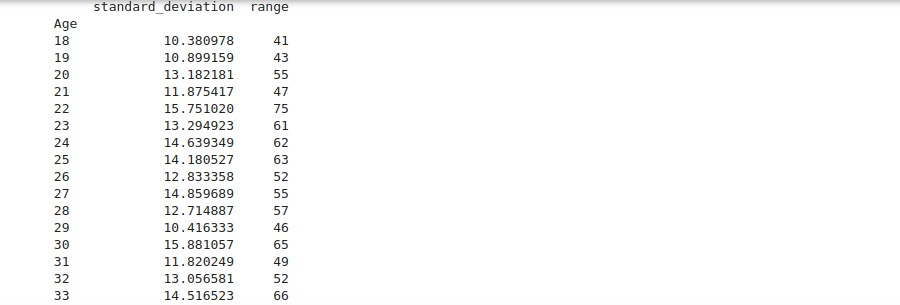 standard_deviation range
Age
18 10.380978 41
19 10.899159 43
20 13.182181 55
21 11.875417 47
22 15.751020 75
23 13.294923 61
24 14.639349 62
25 14.180527 63
26 12.833358 52
27 14.859689 55
28 12.714887 57
29 10.416333 46
30 15.881057 65
31 11.820249 49
32 13.056581 52
33 14.516523 66